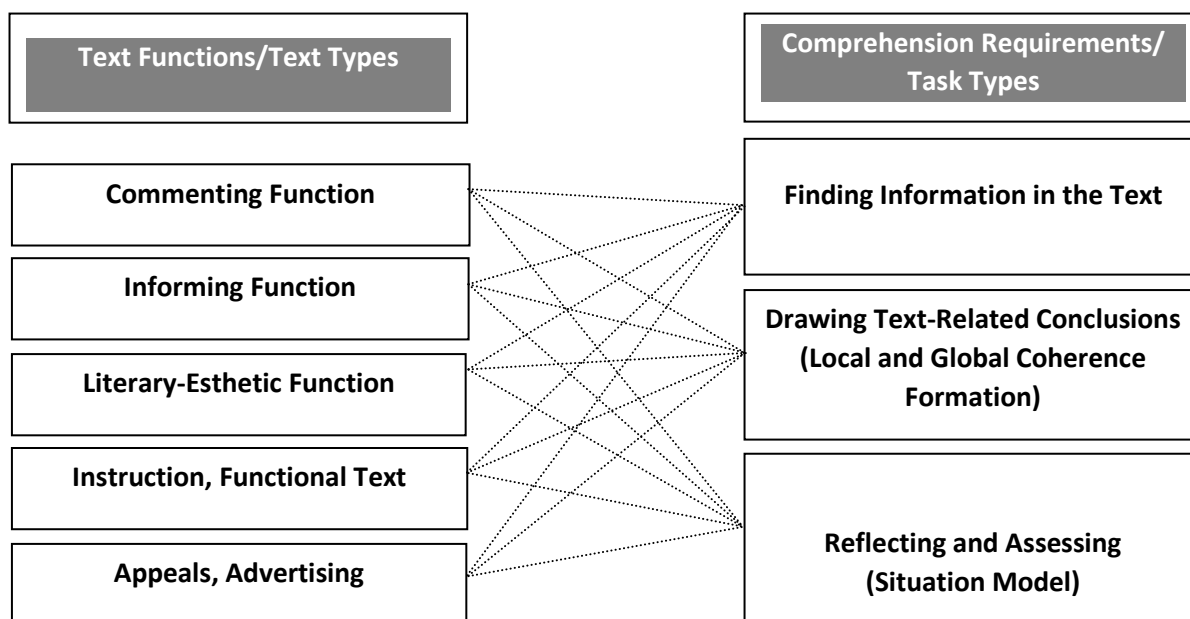 Text Functions/Text Types
Comprehension Requirements/
Task Types
Commenting Function
Informing Function
Literary-Esthetic Function
Instruction, Functional Text
Appeals, Advertising
Finding Information in the Text
Drawing Text-Related Conclusions
(Local and Global Coherence
Formation)
Reflecting and Assessing
(Situation Model)